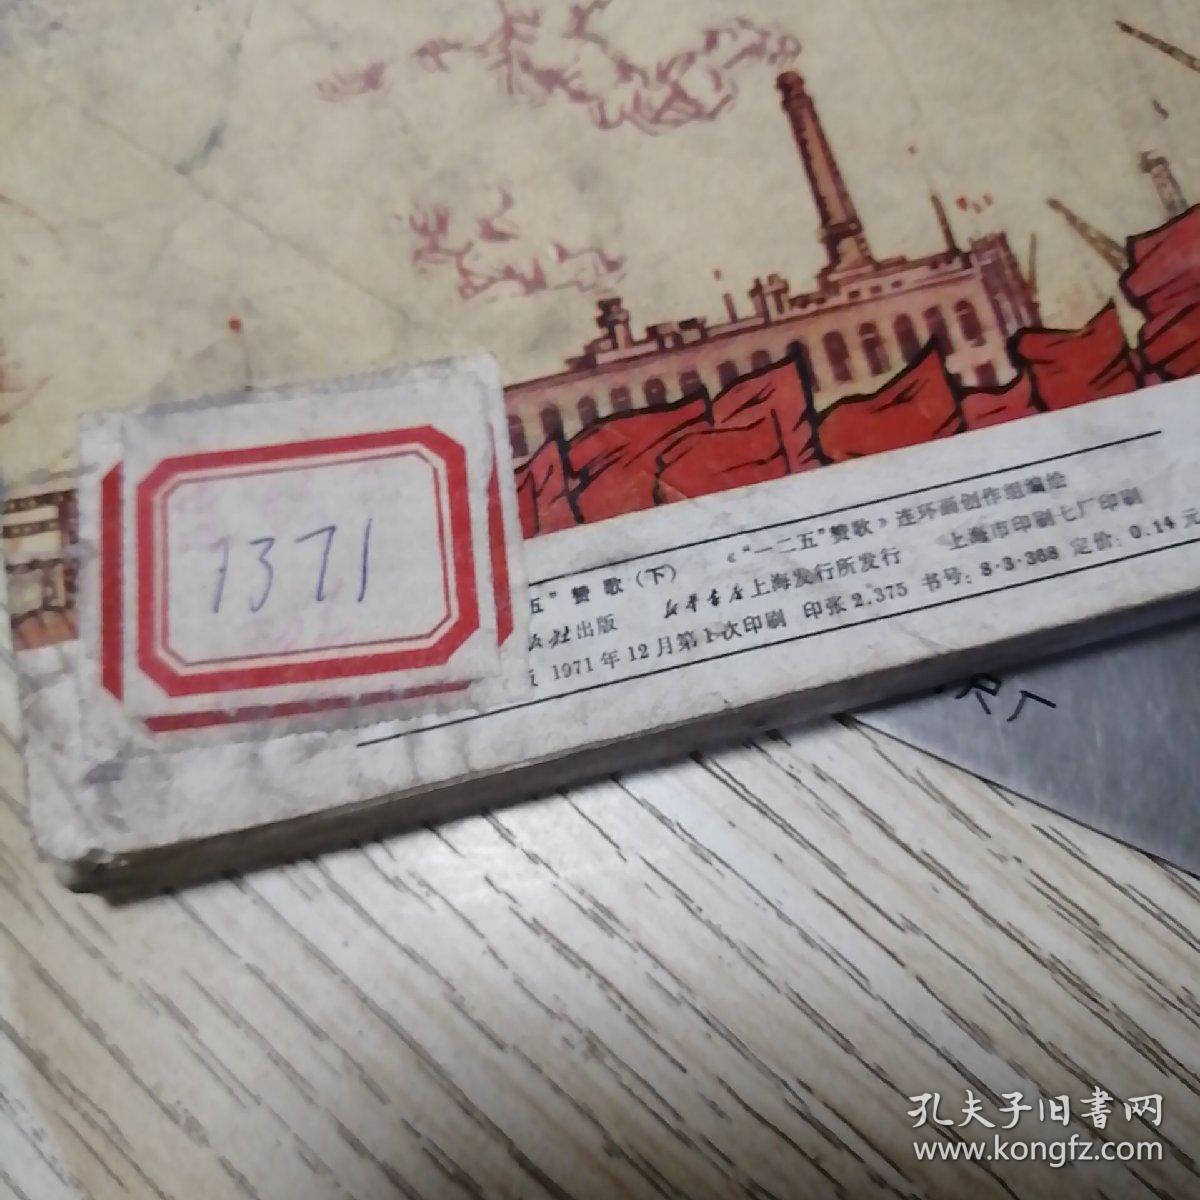 1371
五”赞歌（下） 《“一二五”赞歌》连环画创作组编绘
版社出版 新华书店上海发行所发行 上海市印刷七厂印刷
1971年12月第1次印刷 印张2.375 书号：8·3·368 定价：0.14元
孔夫子旧书网
www.kongfz.com